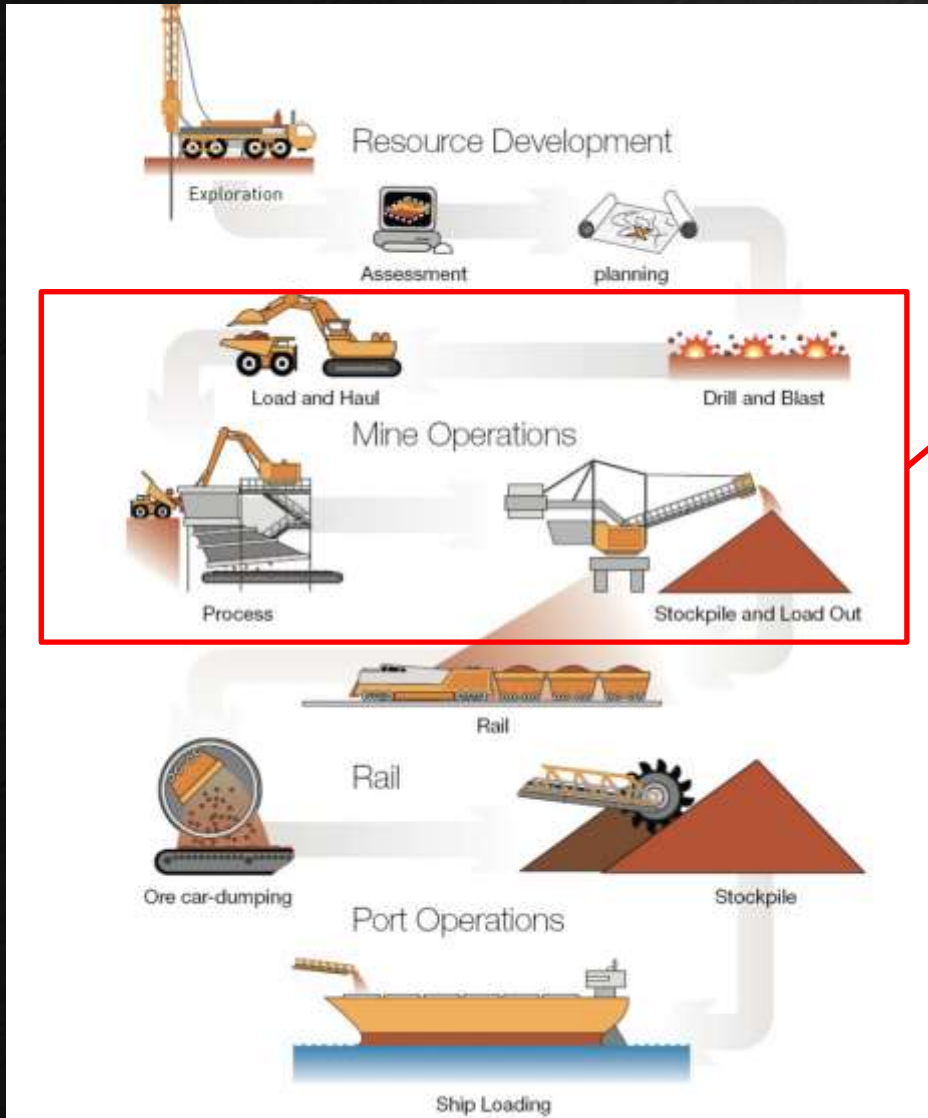 Resource Development
Exploration
Assessment
planning
Load and Haul
Drill and Blast
Mine Operations
Process
Stockpile and Load Out
Rail
Rail
Ore car-dumping
Stockpile
Port Operations
Ship Loading